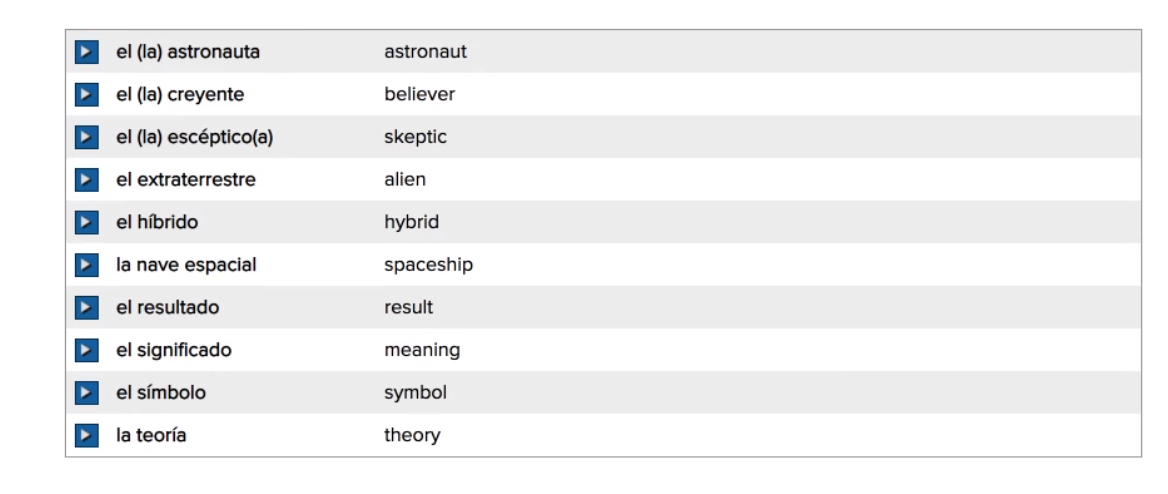 el (la) astronauta astronaut
el (la) creyente believer
el (la) escéptico(a) skeptic
el extraterrestre alien
el híbrido hybrid
la nave espacial spaceship
el resultado result
el significado meaning
el símbolo symbol
la teoría theory